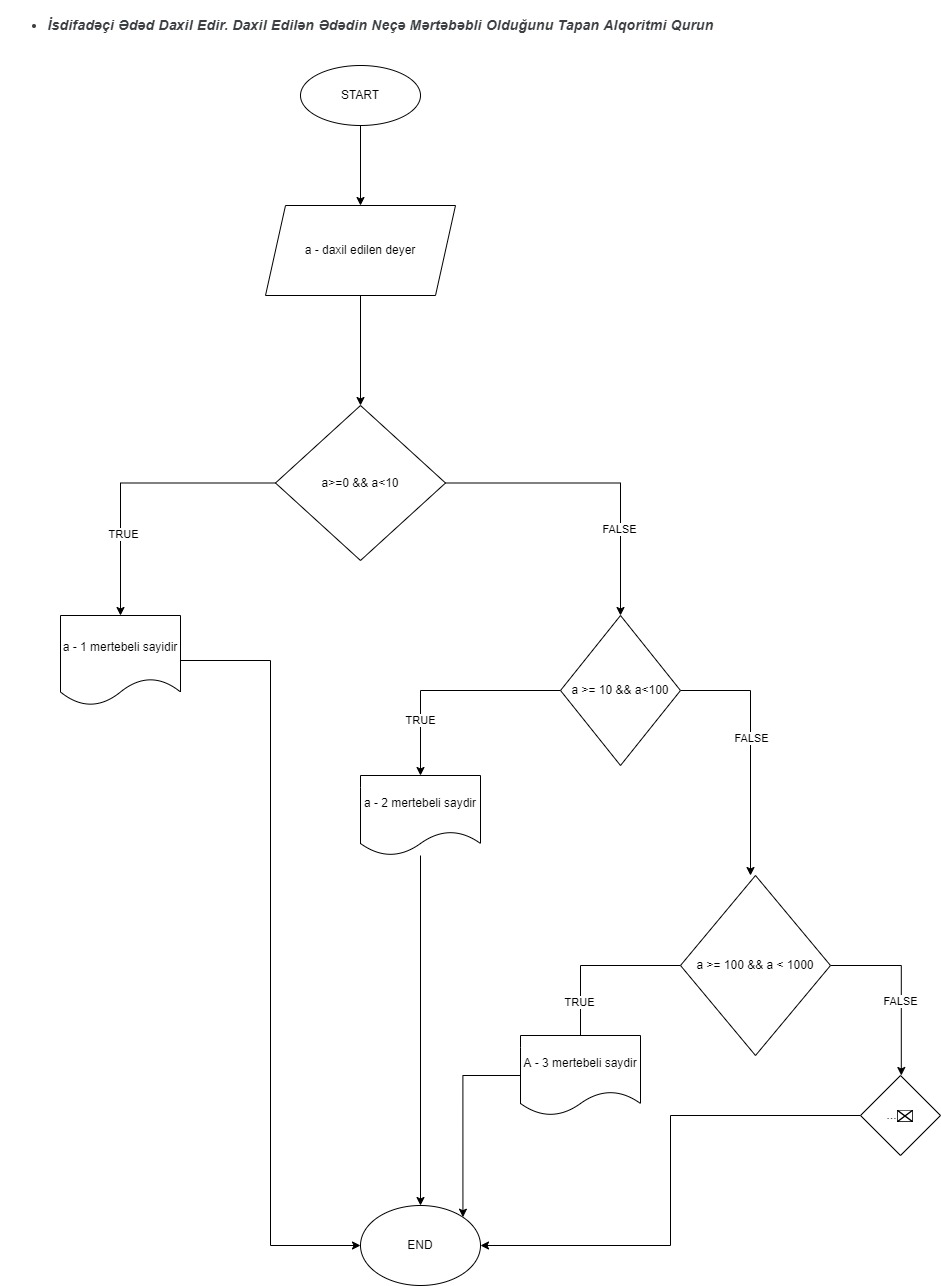 İsdifadəçi Ədəd Daxil Edir. Daxil Edilən Ədədin Neçə Mərtəbəbli Olduğunu Tapan Alqoritmi Qurun
START
a - daxil edilen deyer
a>=0 && a<10
TRUE
FALSE
a - 1 mertebeli sayidir
a >= 10 && a<100
TRUE
FALSE
a - 2 mertebeli saydir
a >= 100 && a < 1000
TRUE
FALSE
A - 3 mertebeli saydir
...
END